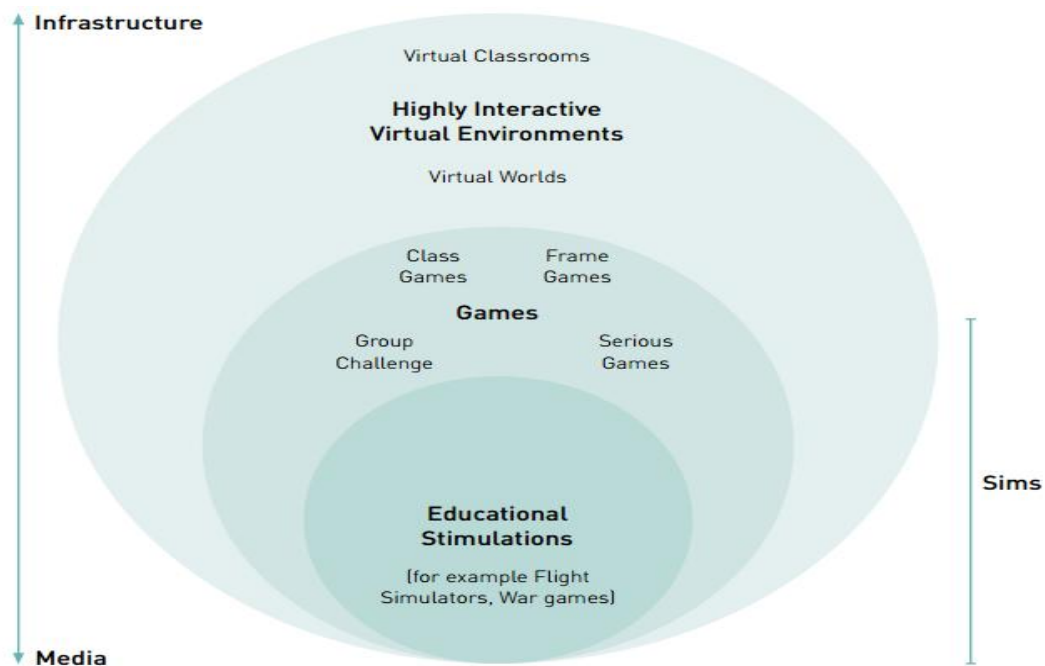 Infrastructure
Virtual Classrooms
Highly Interactive
Virtual Environments
Virtual Worlds
Class
Games
Frame
Games
Games
Group
Challenge
Serious
Games
Sims
Educational
Stimulations
(for example Flight
Simulators, War games)
Media